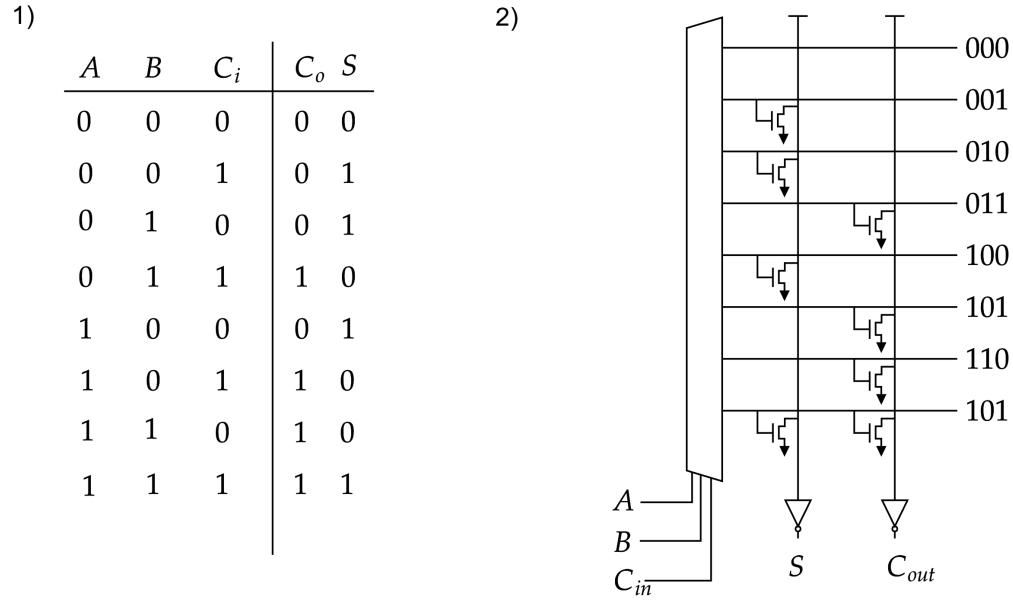 1)
A B C_i C_o S
0 0 0 0 0
0 0 1 0 1
0 1 0 0 1
0 1 1 1 0
1 0 0 0 1
1 0 1 1 0
1 1 0 1 0
1 1 1 1 1
2)
000
001
010
011
100
101
110
101
A
B
C_in
S C_out